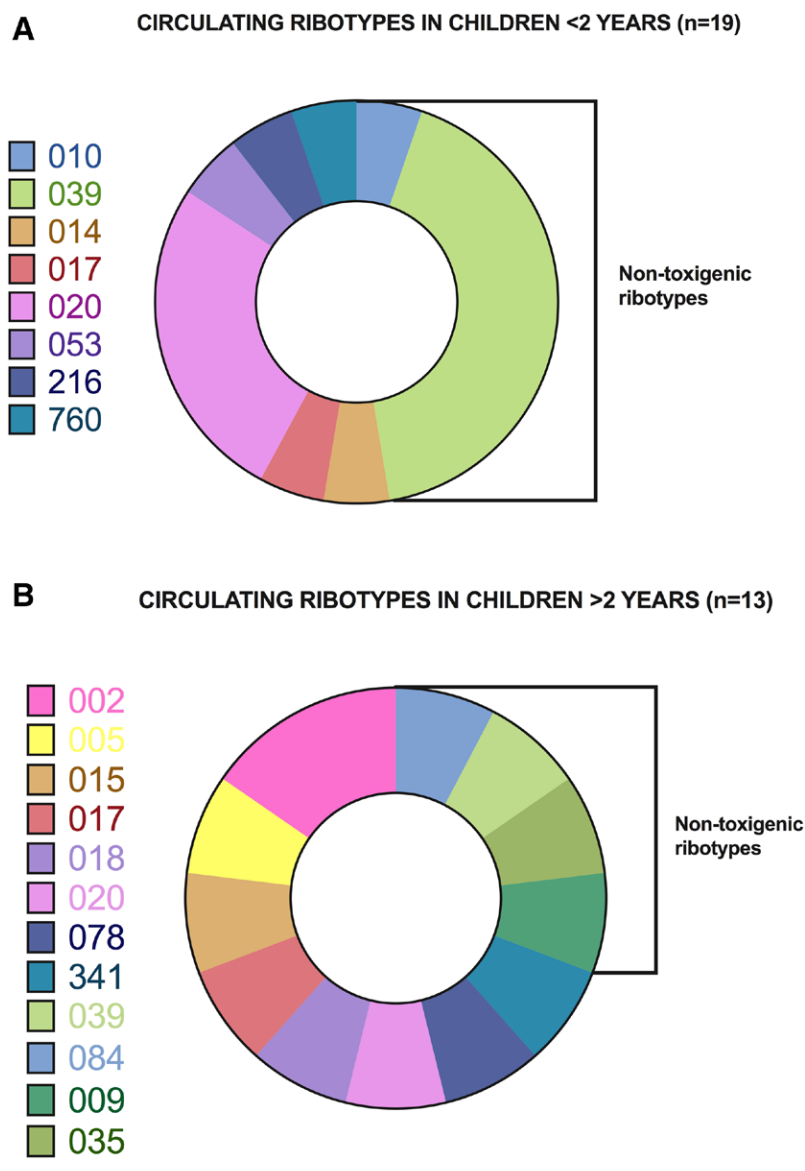 A
CIRCULATING RIBOTYPES IN CHILDREN <2 YEARS (n=19)
010
039
014
017
020
053
216
760
Non-toxigenic
ribotypes
B
CIRCULATING RIBOTYPES IN CHILDREN >2 YEARS (n=13)
002
005
015
017
018
020
078
341
039
084
009
035
Non-toxigenic
ribotypes